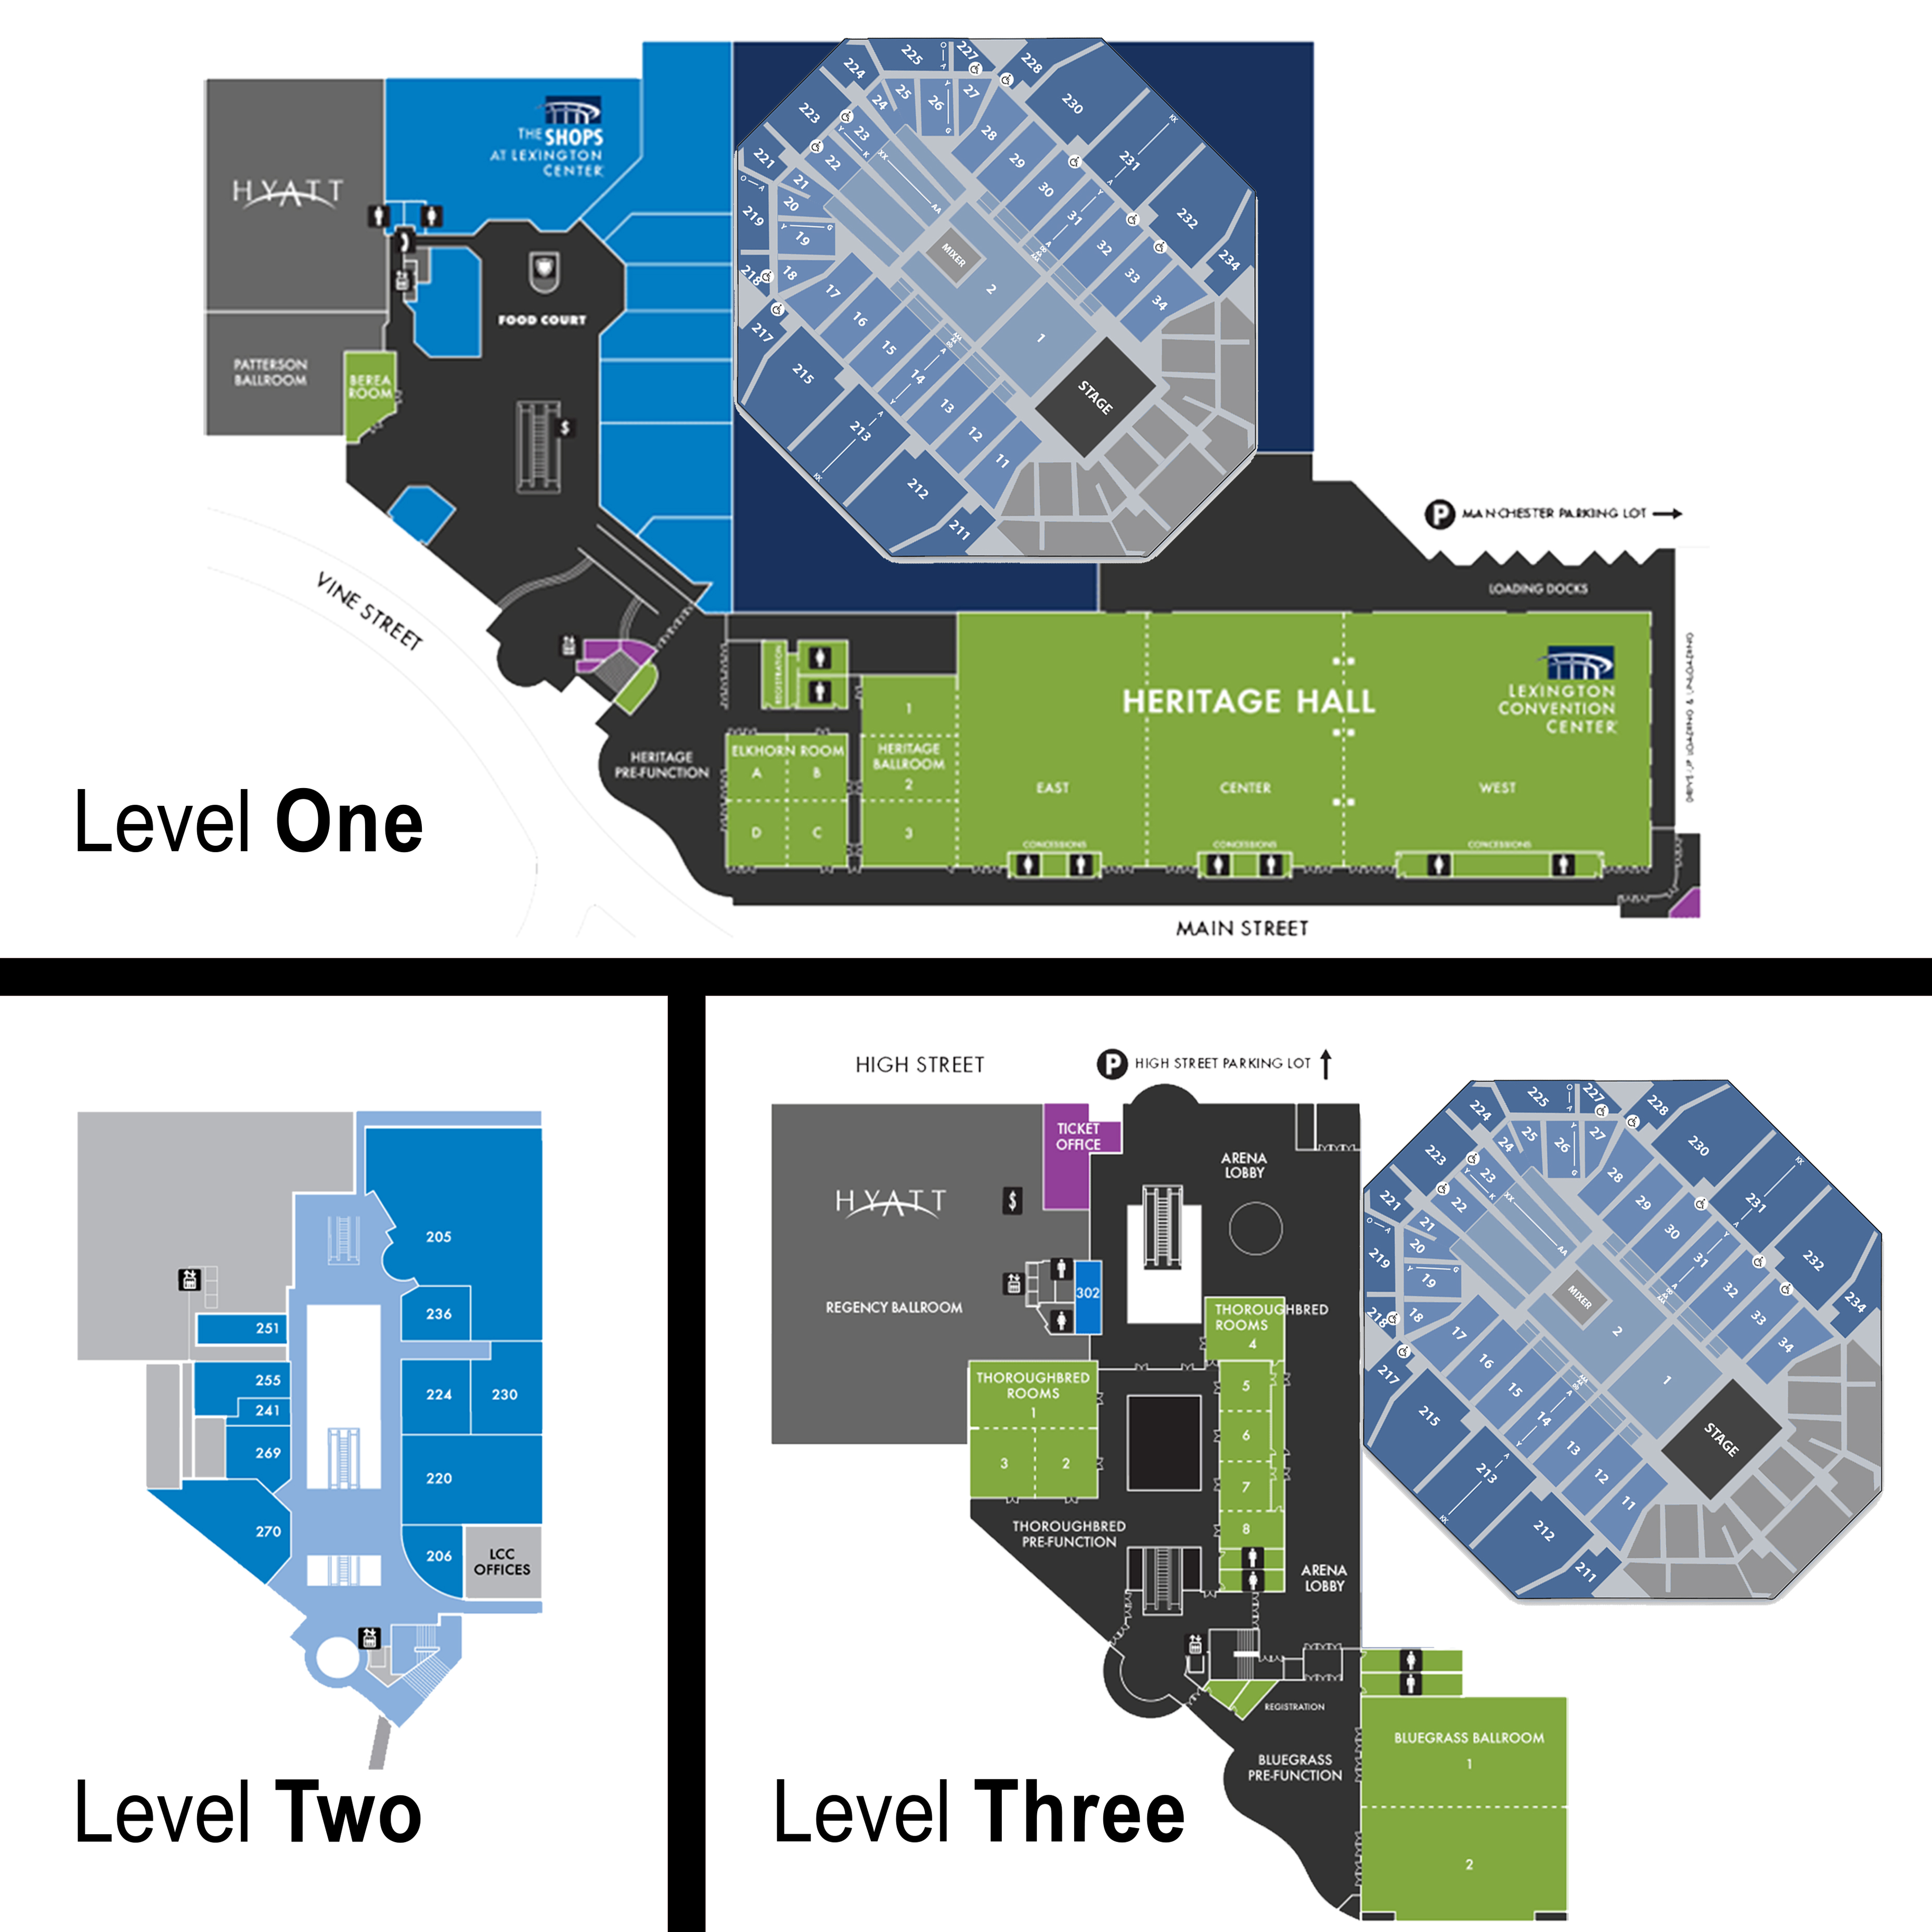 HYATT
THE SHOPS
AT LEXINGTON
CENTER
PATTERSON
BALLROOM
BEREA
ROOM
FOOD COURT
$
VINE STREET
225
O
A
227
228
224
25
26
Y
G
27
24
230
223
23
Y
K
XX
AA
28
KK
231
A
221
22
29
21
30
Y
31
A
232
O
A
219
20
Y
G
19
32
234
MIXER
2
33
218
18
17
34
217
16
1
15
215
14
A
Y
STAGE
13
A
213
KK
12
11
212
211
P MANCHESTER PARKING LOT
LOADING DOCKS
REGISTRATION
HERITAGE HALL
LEXINGTON
CONVENTION
CENTER
HERITAGE
PRE-FUNCTION
ELKHORN ROOM
A
B
D
C
1
HERITAGE
BALLROOM
2
3
EAST
CENTER
WEST
CONCESSIONS
CONCESSIONS
CONCESSIONS
MAIN STREET
Level One
205
236
251
255
241
224
230
269
220
270
206
LCC
OFFICES
Level Two
HIGH STREET
P HIGH STREET PARKING LOT
TICKET
OFFICE
ARENA
LOBBY
HYATT
$
302
REGENCY BALLROOM
THOROUGHBRED
ROOMS
4
THOROUGHBRED
ROOMS
1
3
2
5
6
7
8
THOROUGHBRED
PRE-FUNCTION
ARENA
LOBBY
225
O
A
227
228
224
25
26
Y
G
27
24
230
223
23
Y
K
XX
AA
28
KK
231
A
221
22
29
21
30
Y
31
232
O
A
219
20
Y
G
19
32
234
MIXER
2
33
218
18
17
34
217
16
1
15
215
14
A
Y
STAGE
13
A
213
KK
12
11
212
211
REGISTRATION
BLUEGRASS
PRE-FUNCTION
BLUEGRASS BALLROOM
1
2
Level Three